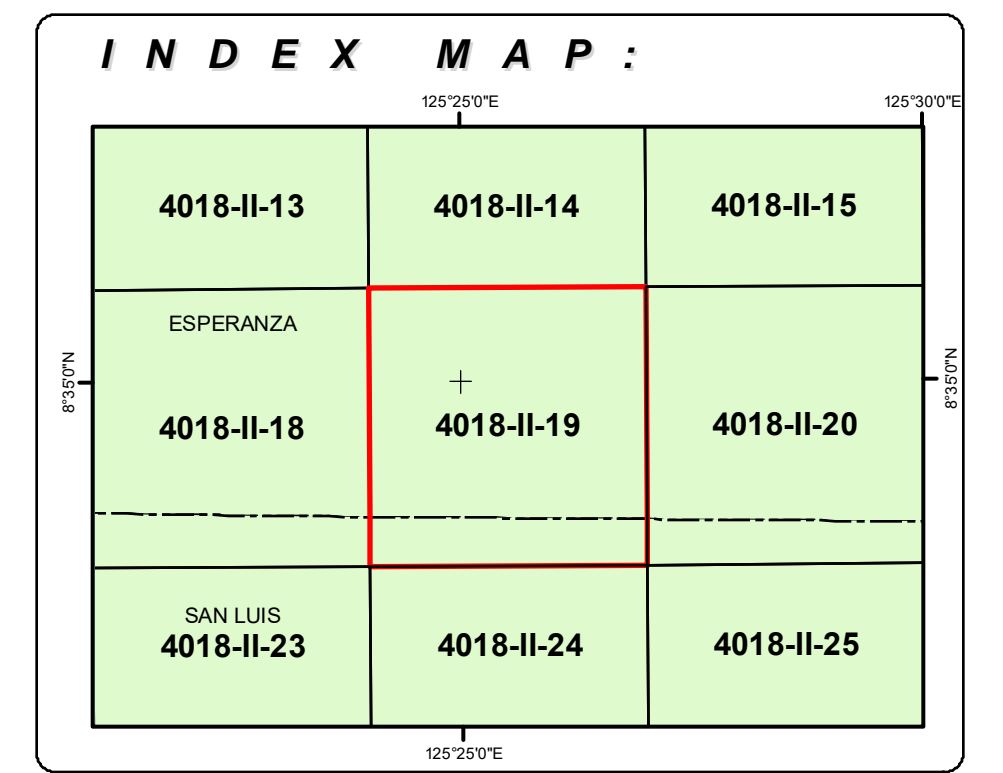 INDEX MAP:
125°25'0"E
125°30'0"E
4018-II-13
4018-II-14
4018-II-15
ESPERANZA
8°35'0"N
8°35'0"N
4018-II-18
4018-II-19
4018-II-20
SAN LUIS
4018-II-23
4018-II-24
4018-II-25
125°25'0"E